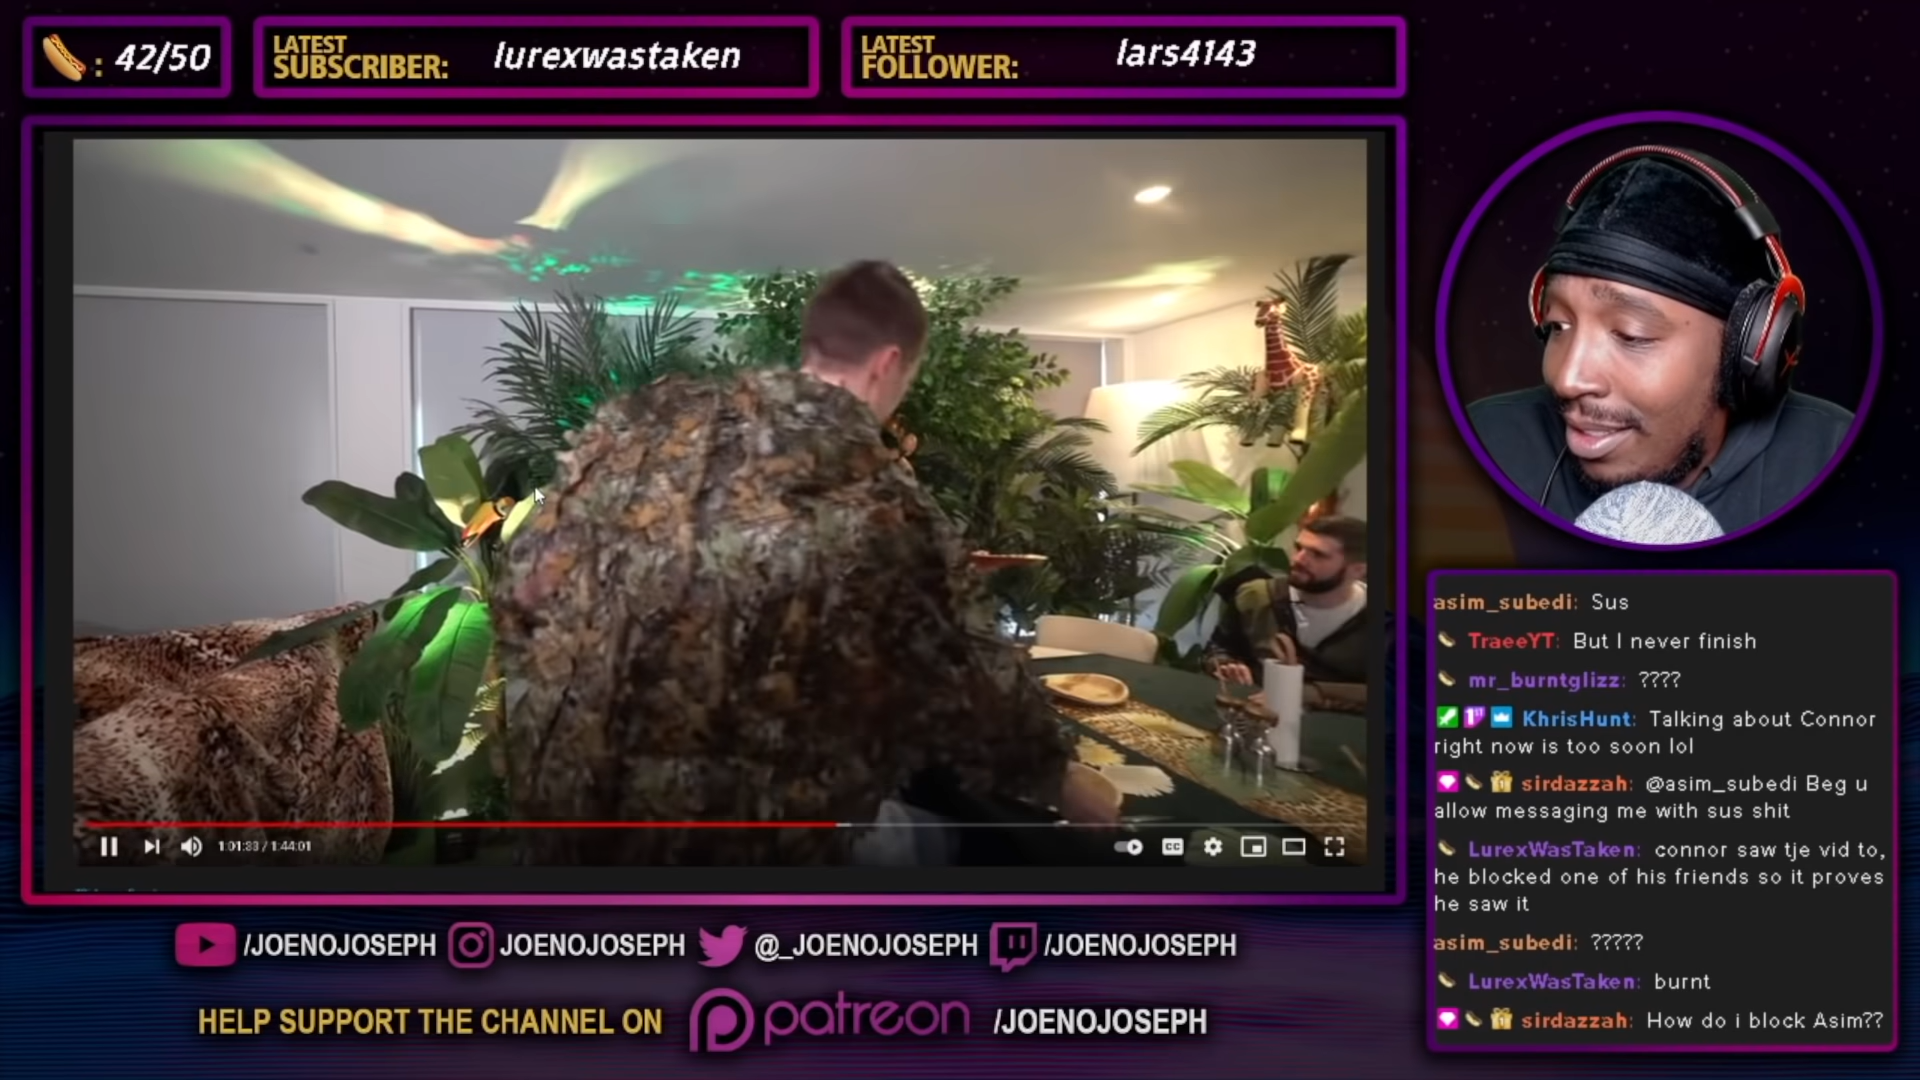 : 42/50
LATEST
SUBSCRIBER:
lurexwastaken
LATEST
FOLLOWER:
lars4143
1:01:33 / 1:44:01
CC
asim_subedi: Sus
TraeeYT: But I never finish
mr_burntglizz: ????
KhrisHunt: Talking about Connor
right now is too soon lol
sirdazzah: @asim_subedi Beg u
allow messaging me with sus shit
LurexWasTaken: connor saw tje vid to,
he blocked one of his friends so it proves
he saw it
asim_subedi: ?????
LurexWasTaken: burnt
sirdazzah: How do i block Asim??
/JOENOJOSEPH JOENOJOSEPH @_JOENOJOSEPH /JOENOJOSEPH
HELP SUPPORT THE CHANNEL ON patreon /JOENOJOSEPH